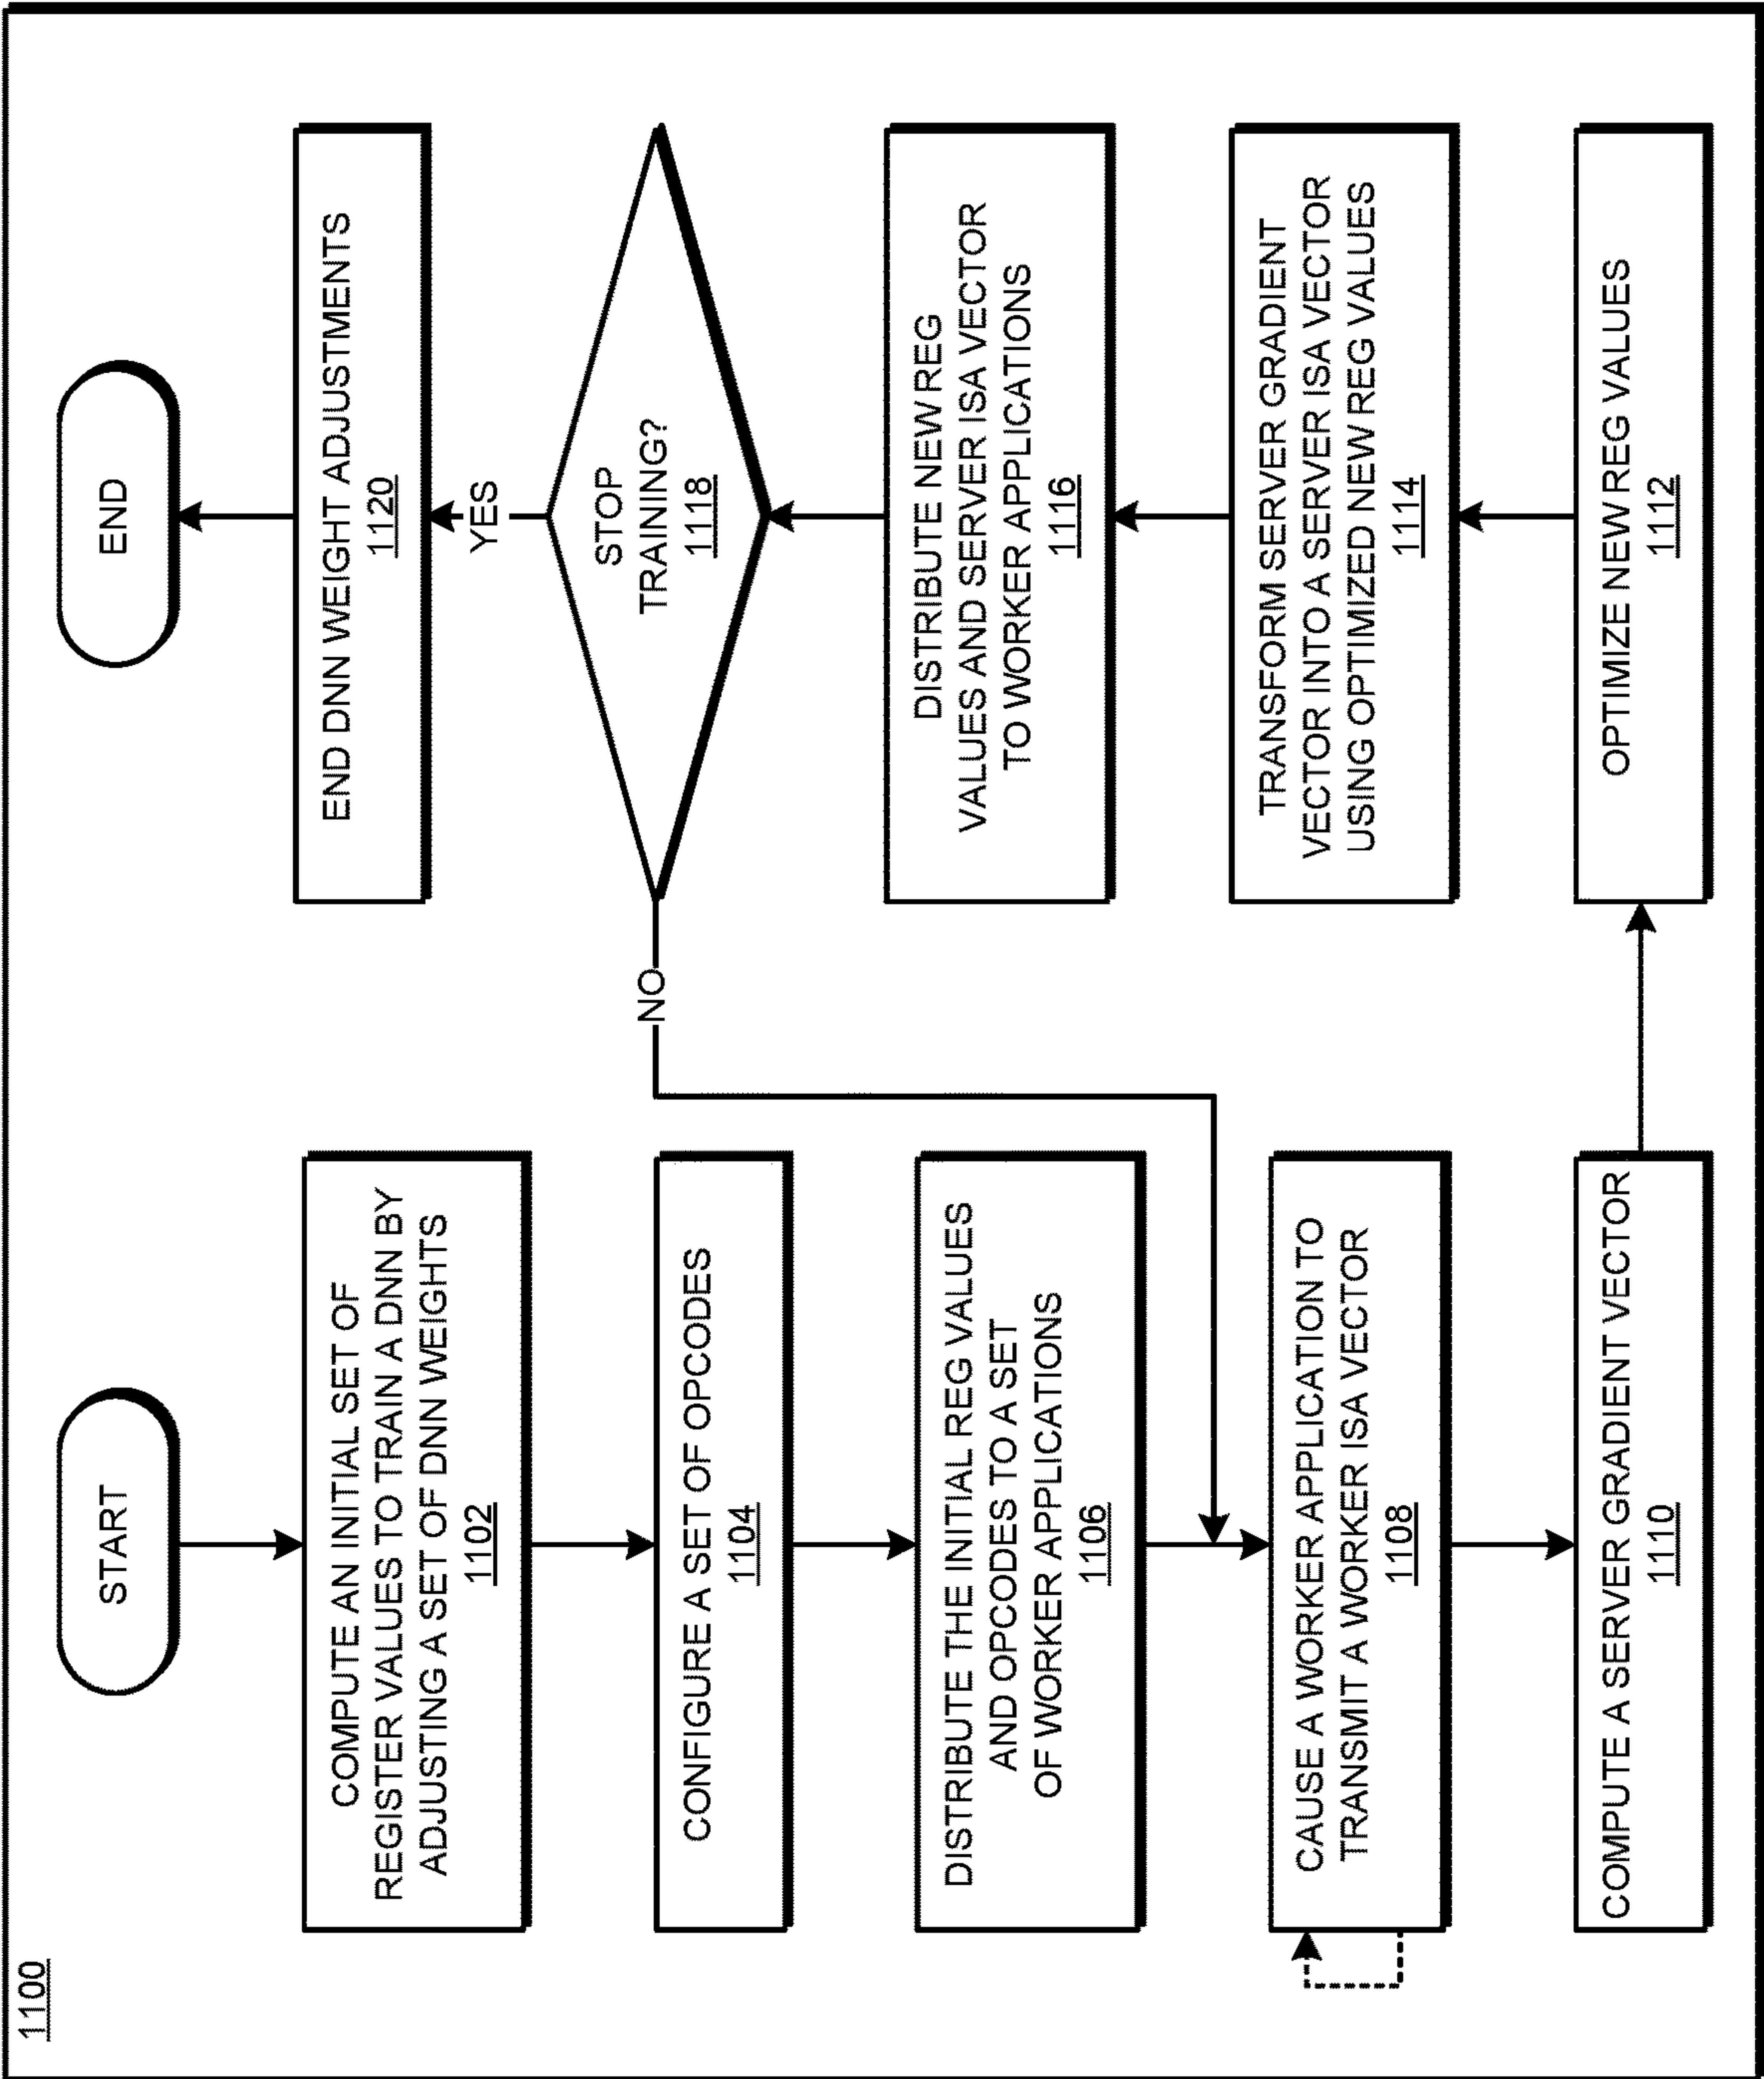 1100
START
COMPUTE AN INITIAL SET OF
REGISTER VALUES TO TRAIN A DNN BY
ADJUSTING A SET OF DNN WEIGHTS
1102
CONFIGURE A SET OF OPCODES
1104
DISTRIBUTE THE INITIAL REG VALUES
AND OPCODES TO A SET
OF WORKER APPLICATIONS
1106
CAUSE A WORKER APPLICATION TO
TRANSMIT A WORKER ISA VECTOR
1108
COMPUTE A SERVER GRADIENT VECTOR
1110
OPTIMIZE NEW REG VALUES
1112
TRANSFORM SERVER GRADIENT
VECTOR INTO A SERVER ISA VECTOR
USING OPTIMIZED NEW REG VALUES
1114
DISTRIBUTE NEW REG
VALUES AND SERVER ISA VECTOR
TO WORKER APPLICATIONS
1116
STOP
TRAINING?
1118
NO
YES
END DNN WEIGHT ADJUSTMENTS
1120
END